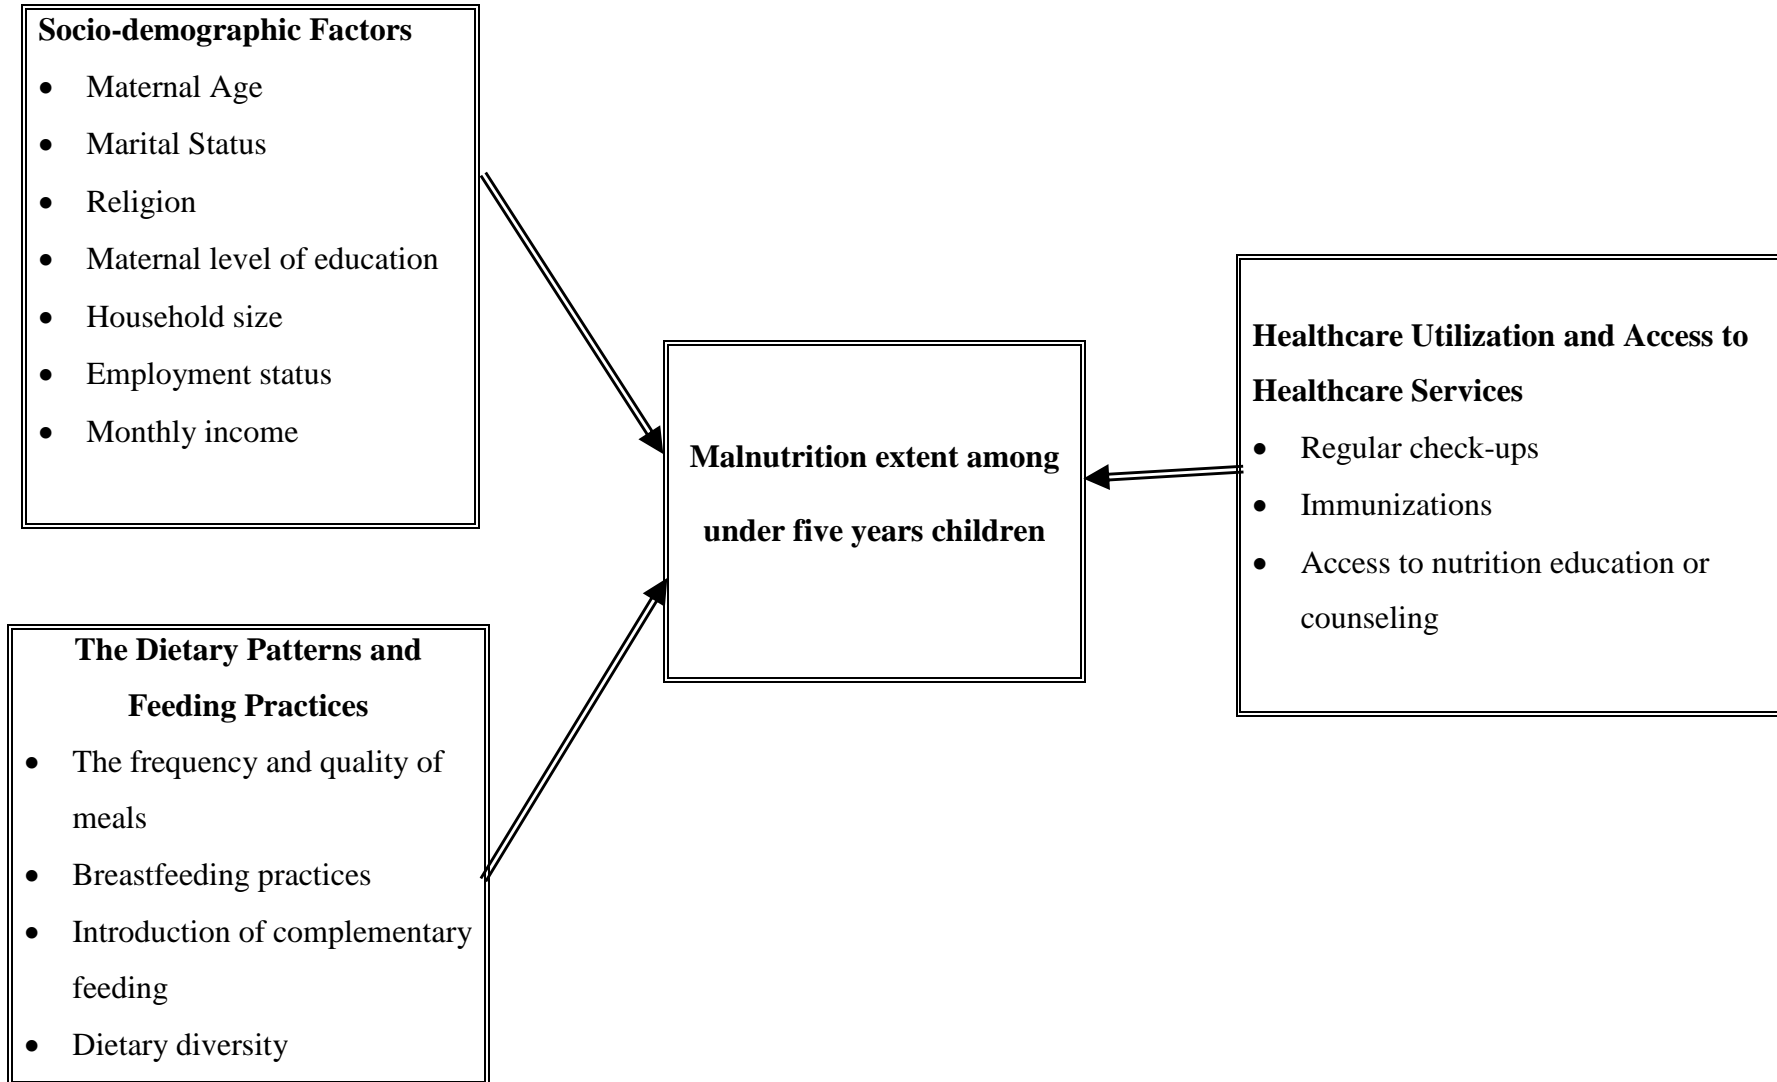 Socio-demographic Factors
• Maternal Age
• Marital Status
• Religion
• Maternal level of education
• Household size
• Employment status
• Monthly income
The Dietary Patterns and
Feeding Practices
• The frequency and quality of
meals
• Breastfeeding practices
• Introduction of complementary
feeding
• Dietary diversity
Malnutrition extent among
under five years children
Healthcare Utilization and Access to
Healthcare Services
• Regular check-ups
• Immunizations
• Access to nutrition education or
counseling